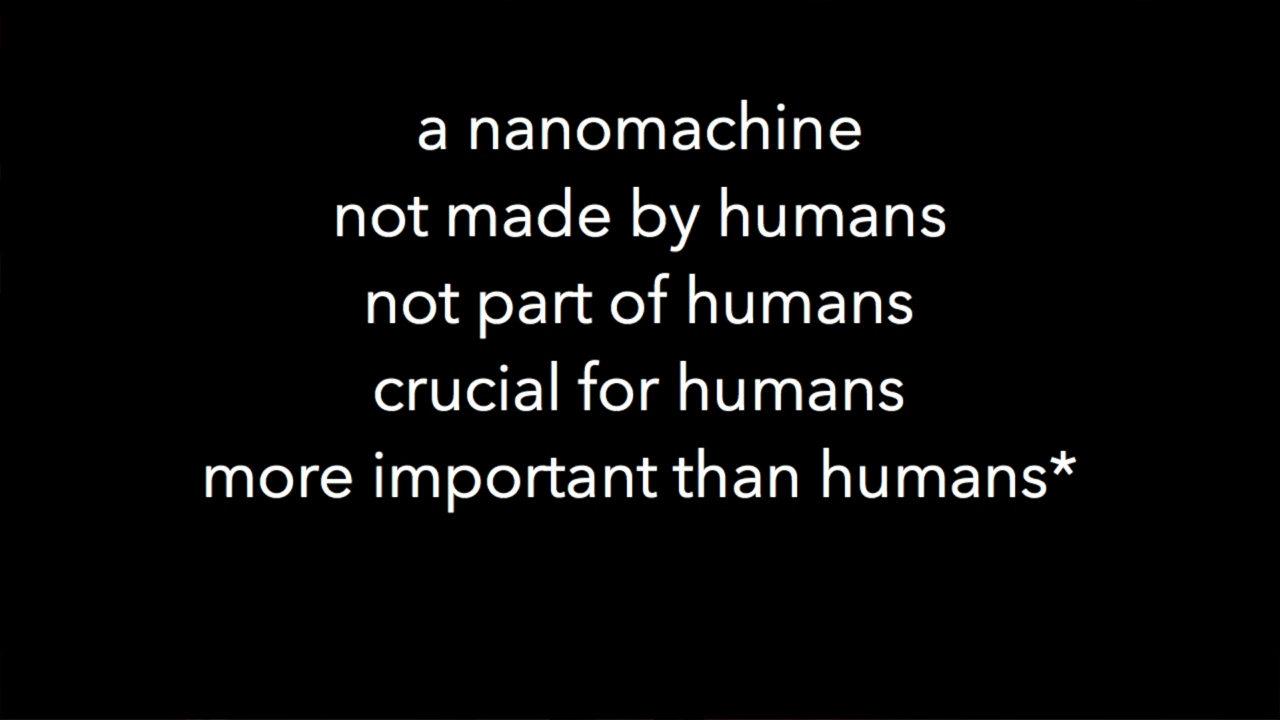 a nanomachine
not made by humans
not part of humans
crucial for humans
more important than humans*